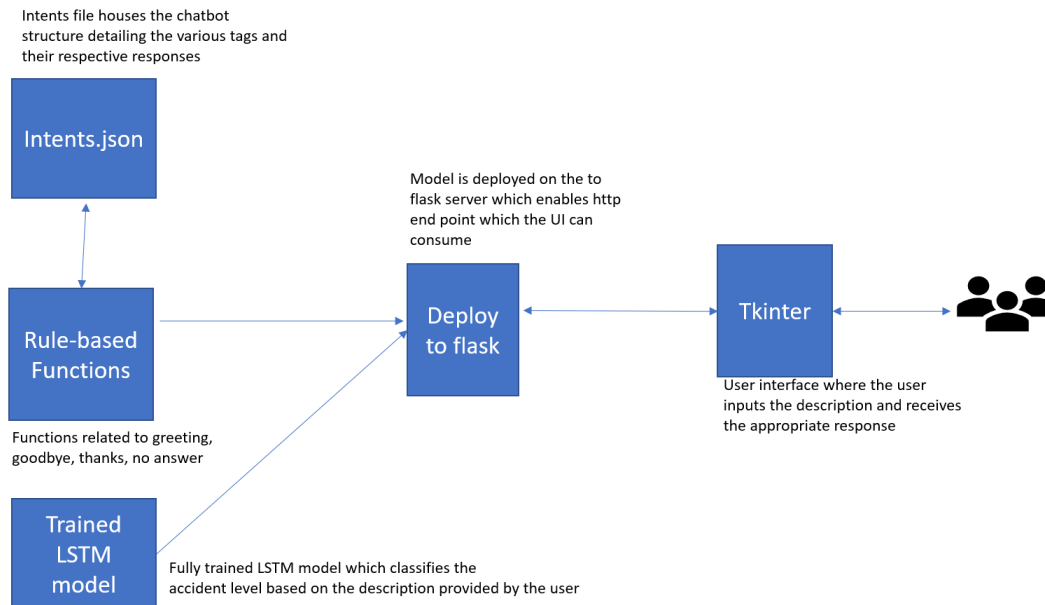 Intents file houses the chatbot
structure detailing the various tags and
their respective responses
Intents.json
Rule-based
Functions
Functions related to greeting,
goodbye, thanks, no answer
Trained
LSTM
model
Fully trained LSTM model which classifies the
accident level based on the description provided by the user
Model is deployed on the to
flask server which enables http
end point which the UI can
consume
Deploy
to flask
Tkinter
User interface where the user
inputs the description and receives
the appropriate response